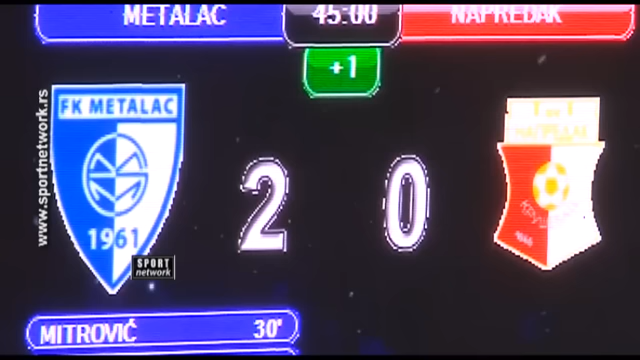 METALAC 45:00 NAPREDAK
+1
www.sportnetwork.rs
FK METALAC
1961
2 0
SPORT
network
MITROVIĆ 30'